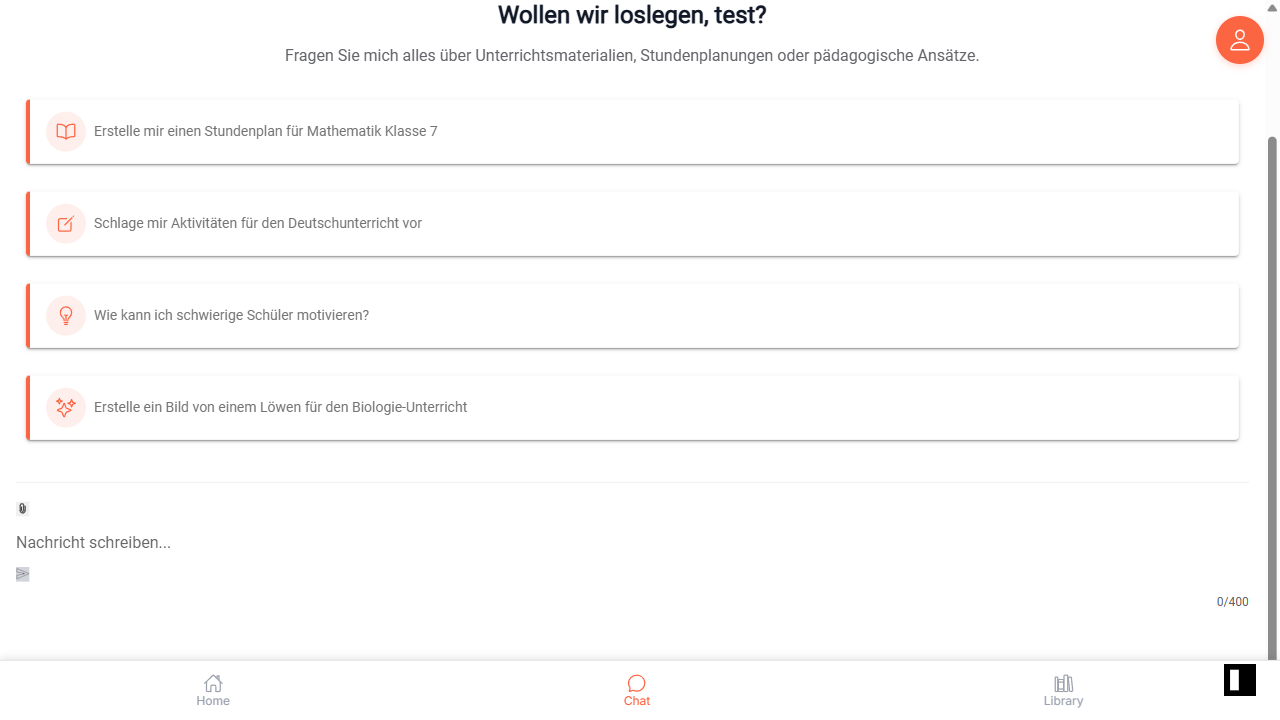 Wollen wir loslegen, test?
Fragen Sie mich alles über Unterrichtsmaterialien, Stundenplanungen oder pädagogische Ansätze.
Erstelle mir einen Stundenplan für Mathematik Klasse 7
Schlage mir Aktivitäten für den Deutschunterricht vor
Wie kann ich schwierige Schüler motivieren?
Erstelle ein Bild von einem Löwen für den Biologie-Unterricht
Nachricht schreiben...
0/400
Home
Chat
Library